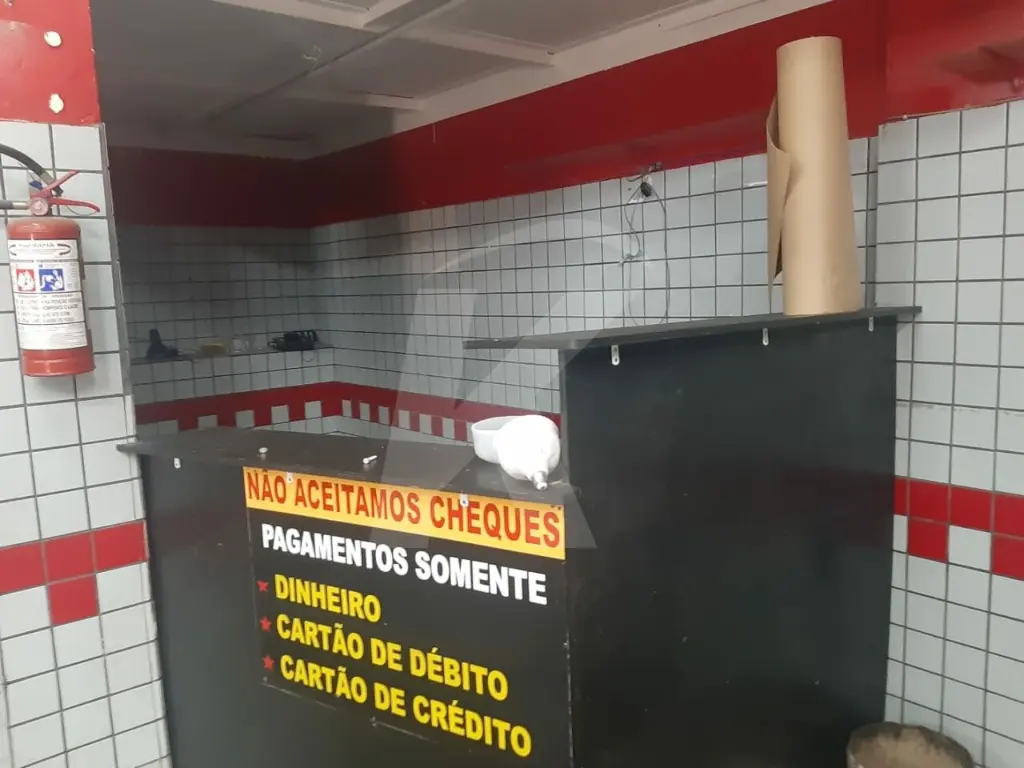 NÃO ACEITAMOS CHEQUES
PAGAMENTOS SOMENTE
DINHEIRO
CARTÃO DE DÉBITO
CARTÃO DE CRÉDITO